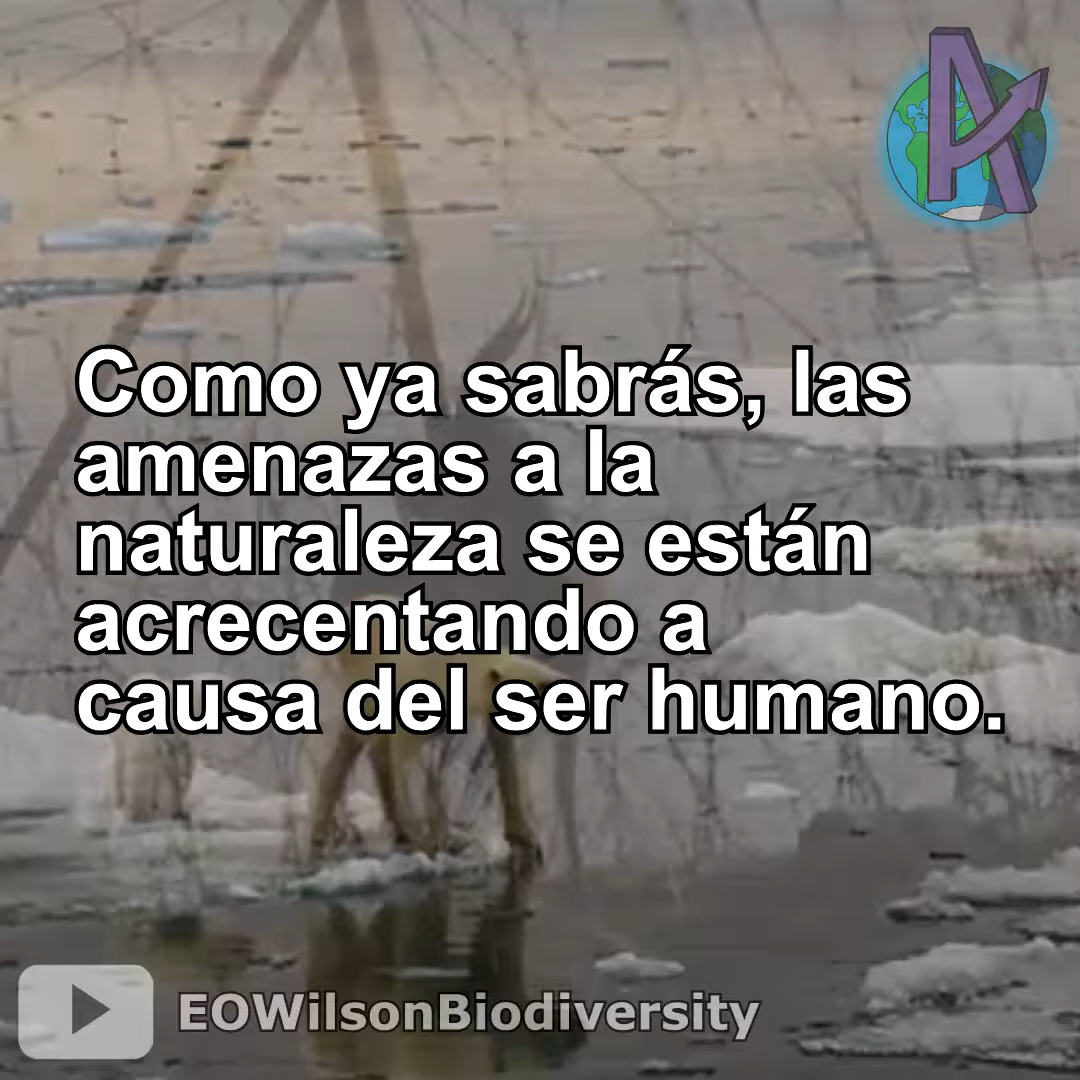 Como ya sabrás, las
amenazas a la
naturaleza se están
acrecentando a
causa del ser humano.
EOWilsonBiodiversity